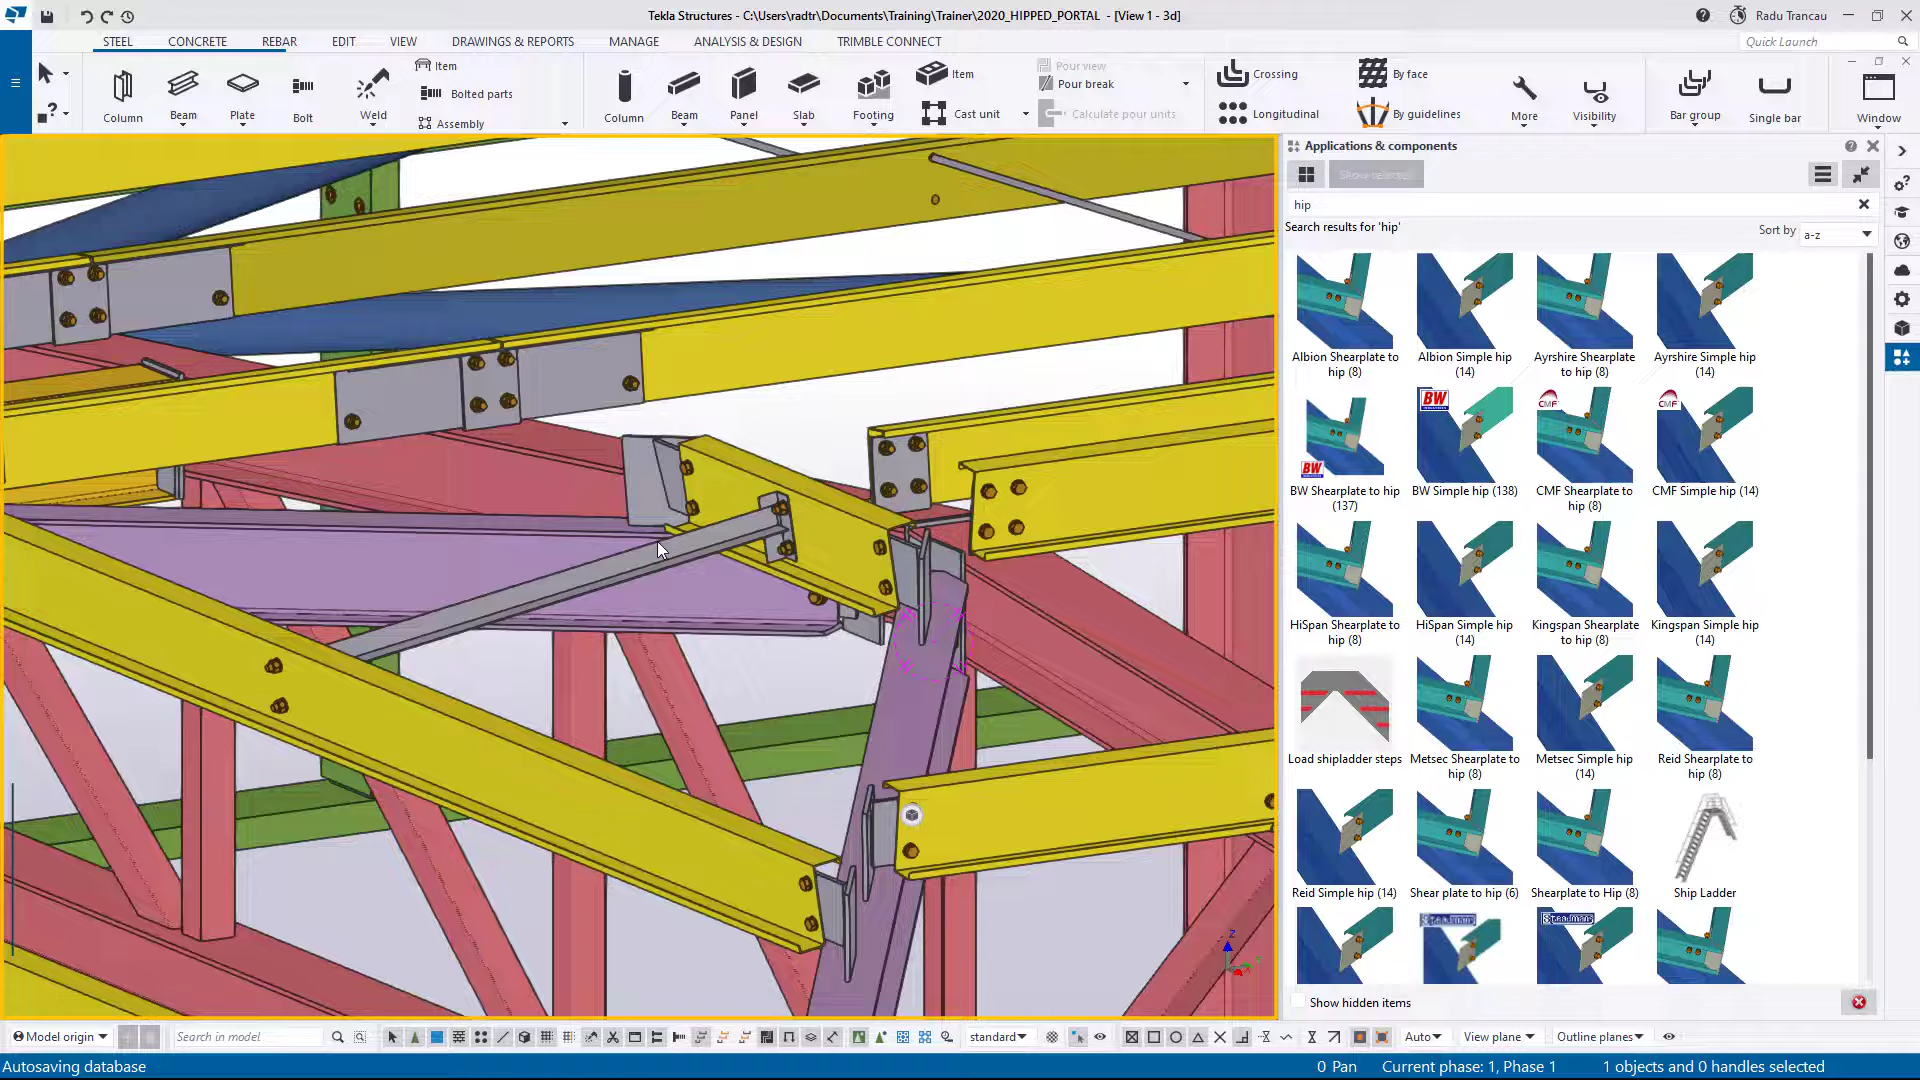 Tekla Structures - C:\Users\radtr\Documents\Training\Trainer\2020_HIPPED_PORTAL - [View 1 - 3d]
Radu Trancau
STEEL CONCRETE REBAR EDIT VIEW DRAWINGS & REPORTS MANAGE ANALYSIS & DESIGN TRIMBLE CONNECT
Quick Launch
Column Beam Plate Bolt Weld
Item
Bolted parts
Assembly
Column Beam Panel Slab Footing
Item
Cast unit
Pour view
Pour break
Calculate pour units
Crossing
Longitudinal
By face
By guidelines
More Visibility Bar group Single bar Window
Applications & components
Show selected
hip
Search results for 'hip'
Sort by a-z
Albion Shearplate to hip (8)
Albion Simple hip (14)
Ayrshire Shearplate to hip (8)
Ayrshire Simple hip (14)
BW
BW
CMF
CMF
BW Shearplate to hip (137)
BW Simple hip (138)
CMF Shearplate to hip (8)
CMF Simple hip (14)
HiSpan Shearplate to hip (8)
HiSpan Simple hip (14)
Kingspan Shearplate to hip (8)
Kingspan Simple hip (14)
Load shipladder steps
Metsec Shearplate to hip (8)
Metsec Simple hip (14)
Reid Shearplate to hip (8)
Reid Simple hip (14)
Shear plate to hip (6)
Shearplate to Hip (8)
Ship Ladder
Steadmans
Steadmans
Show hidden items
z
Model origin
Search in model
standard
Auto
View plane
Outline planes
Autosaving database
0 Pan
Current phase: 1, Phase 1
1 objects and 0 handles selected